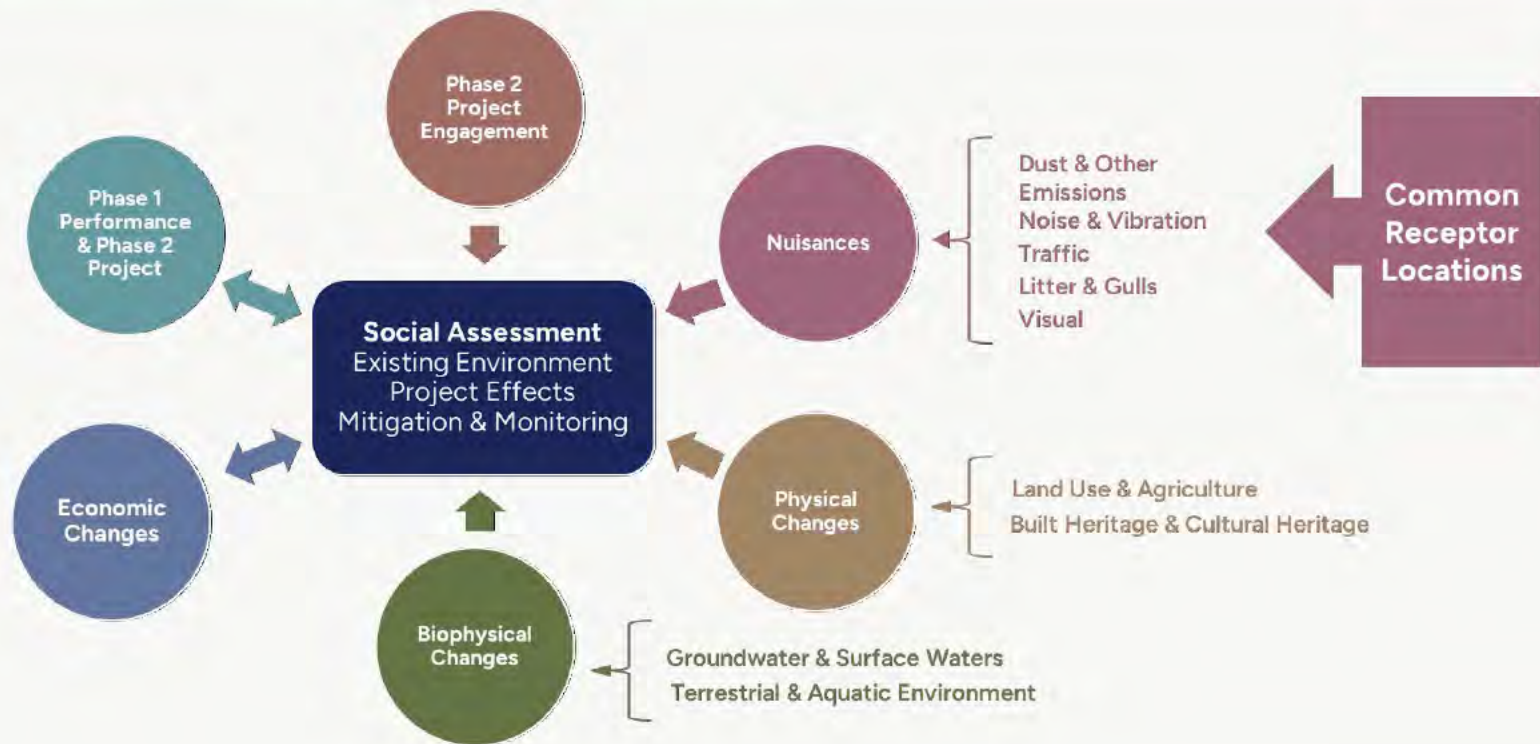 Phase 2
Project
Engagement
Phase 1
Performance
& Phase 2
Project
Nuisances
Dust & Other
Emissions
Noise & Vibration
Traffic
Litter & Gulls
Visual
Common
Receptor
Locations
Social Assessment
Existing Environment
Project Effects
Mitigation & Monitoring
Economic
Changes
Physical
Changes
Land Use & Agriculture
Built Heritage & Cultural Heritage
Biophysical
Changes
Groundwater & Surface Waters
Terrestrial & Aquatic Environment